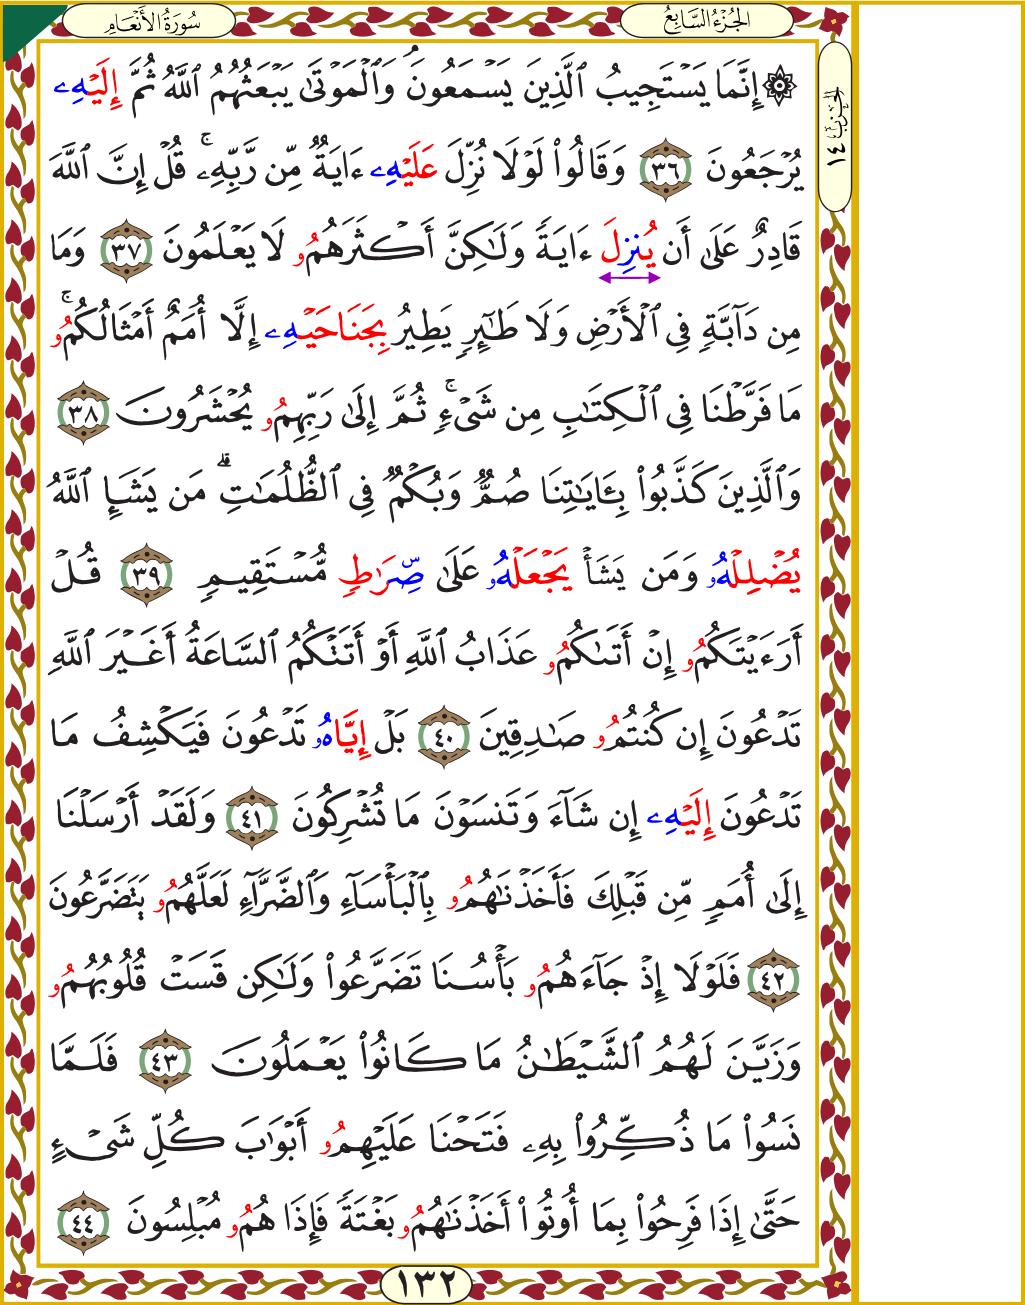 سُورَةُ الأَنْعَامِ
الجُزْءُ السَّابِعُ
الحِزْبُ ١٤
۞ إِنَّمَا يَسْتَجِيبُ ٱلَّذِينَ يَسْمَعُونَۘ وَٱلْمَوْتَىٰ يَبْعَثُهُمُ ٱللَّهُ ثُمَّ إِلَيْهِۦ
يُرْجَعُونَ ٣٦ وَقَالُواْ لَوْلَا نُزِّلَ عَلَيْهِۦ ءَايَةٌ مِّن رَّبِّهِۦۚ قُلْ إِنَّ ٱللَّهَ
قَادِرٌ عَلَىٰ أَن يُنزِلَ ءَايَةً وَلَٰكِنَّ أَكْثَرَهُمُۥ لَا يَعْلَمُونَ ٣٧ وَمَا
مِن دَآبَّةٍ فِي ٱلْأَرْضِ وَلَا طَٰٓئِرٍ يَطِيرُ بِجَنَاحَيْهِۦ إِلَّا أُمَمٌ أَمْثَالُكُمُۥۚ
مَا فَرَّطْنَا فِي ٱلْكِتَٰبِ مِن شَيْءٍۚ ثُمَّ إِلَىٰ رَبِّهِمُۥ يُحْشَرُونَ ٣٨
وَٱلَّذِينَ كَذَّبُواْ بِـَٔايَٰتِنَا صُمٌّ وَبُكْمٌ فِي ٱلظُّلُمَٰتِۗ مَن يَشَإِ ٱللَّهُ
يُضْلِلْهُۥ وَمَن يَشَأْ يَجْعَلْهُۥ عَلَىٰ صِّرَٰطٍ مُّسْتَقِيمٍ ٣٩ قُلْ
أَرَءَيْتَكُمُۥ إِنْ أَتَىٰكُمُۥ عَذَابُ ٱللَّهِ أَوْ أَتَتْكُمُ ٱلسَّاعَةُ أَغَيْرَ ٱللَّهِ
تَدْعُونَ إِن كُنتُمُۥ صَٰدِقِينَ ٤٠ بَلْ إِيَّاهُۥ تَدْعُونَ فَيَكْشِفُ مَا
تَدْعُونَ إِلَيْهِۦ إِن شَآءَ وَتَنسَوْنَ مَا تُشْرِكُونَ ٤١ وَلَقَدْ أَرْسَلْنَا
إِلَىٰ أُمَمٍ مِّن قَبْلِكَ فَأَخَذْنَٰهُمُۥ بِٱلْبَأْسَآءِ وَٱلضَّرَّآءِ لَعَلَّهُمُۥ يَتَضَرَّعُونَ
٤٢ فَلَوْلَا إِذْ جَآءَهُمُۥ بَأْسُنَا تَضَرَّعُواْ وَلَٰكِن قَسَتْ قُلُوبُهُمُۥ
وَزَيَّنَ لَهُمُ ٱلشَّيْطَٰنُ مَا كَانُواْ يَعْمَلُونَ ٤٣ فَلَمَّا
نَسُواْ مَا ذُكِّرُواْ بِهِۦ فَتَحْنَا عَلَيْهِمُۥ أَبْوَٰبَ كُلِّ شَيْءٍ
حَتَّىٰ إِذَا فَرِحُواْ بِمَا أُوتُواْ أَخَذْنَٰهُمُۥ بَغْتَةً فَإِذَا هُمُۥ مُبْلِسُونَ ٤٤
١٣٢